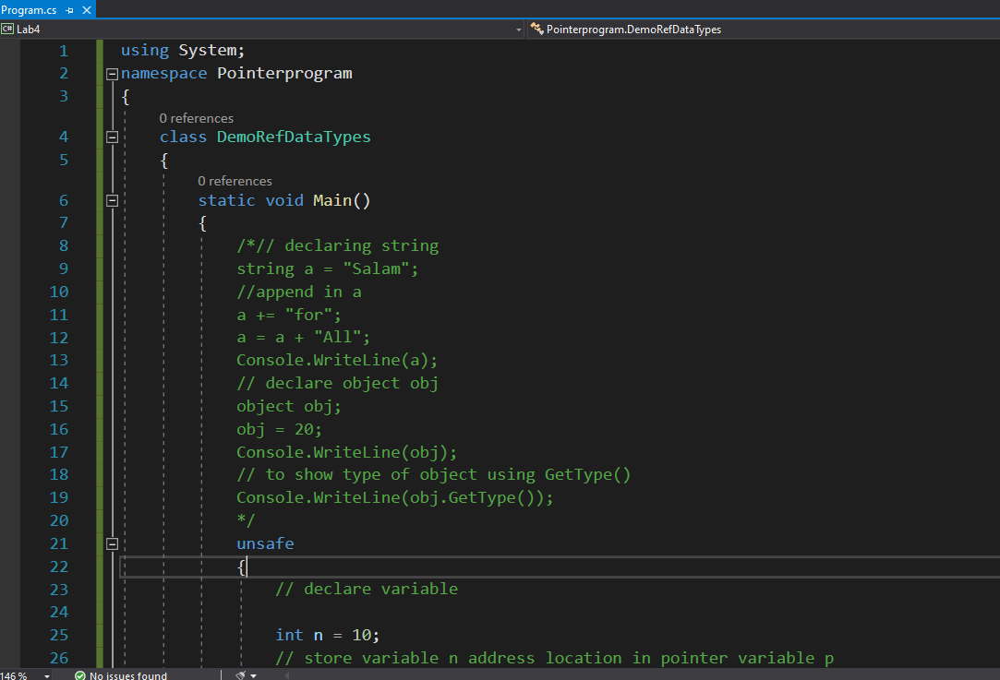 Program.cs
Lab4
Pointerprogram.DemoRefDataTypes
1 using System;
2 namespace Pointerprogram
3 {
0 references
4 class DemoRefDataTypes
5 {
0 references
6 static void Main()
7 {
8 /*// declaring string
9 string a = "Salam";
10 //append in a
11 a += "for";
12 a = a + "All";
13 Console.WriteLine(a);
14 // declare object obj
15 object obj;
16 obj = 20;
17 Console.WriteLine(obj);
18 // to show type of object using GetType()
19 Console.WriteLine(obj.GetType());
20 */
21 unsafe
22 {
23 // declare variable
24
25 int n = 10;
26 // store variable n address location in pointer variable p
146 % No issues found